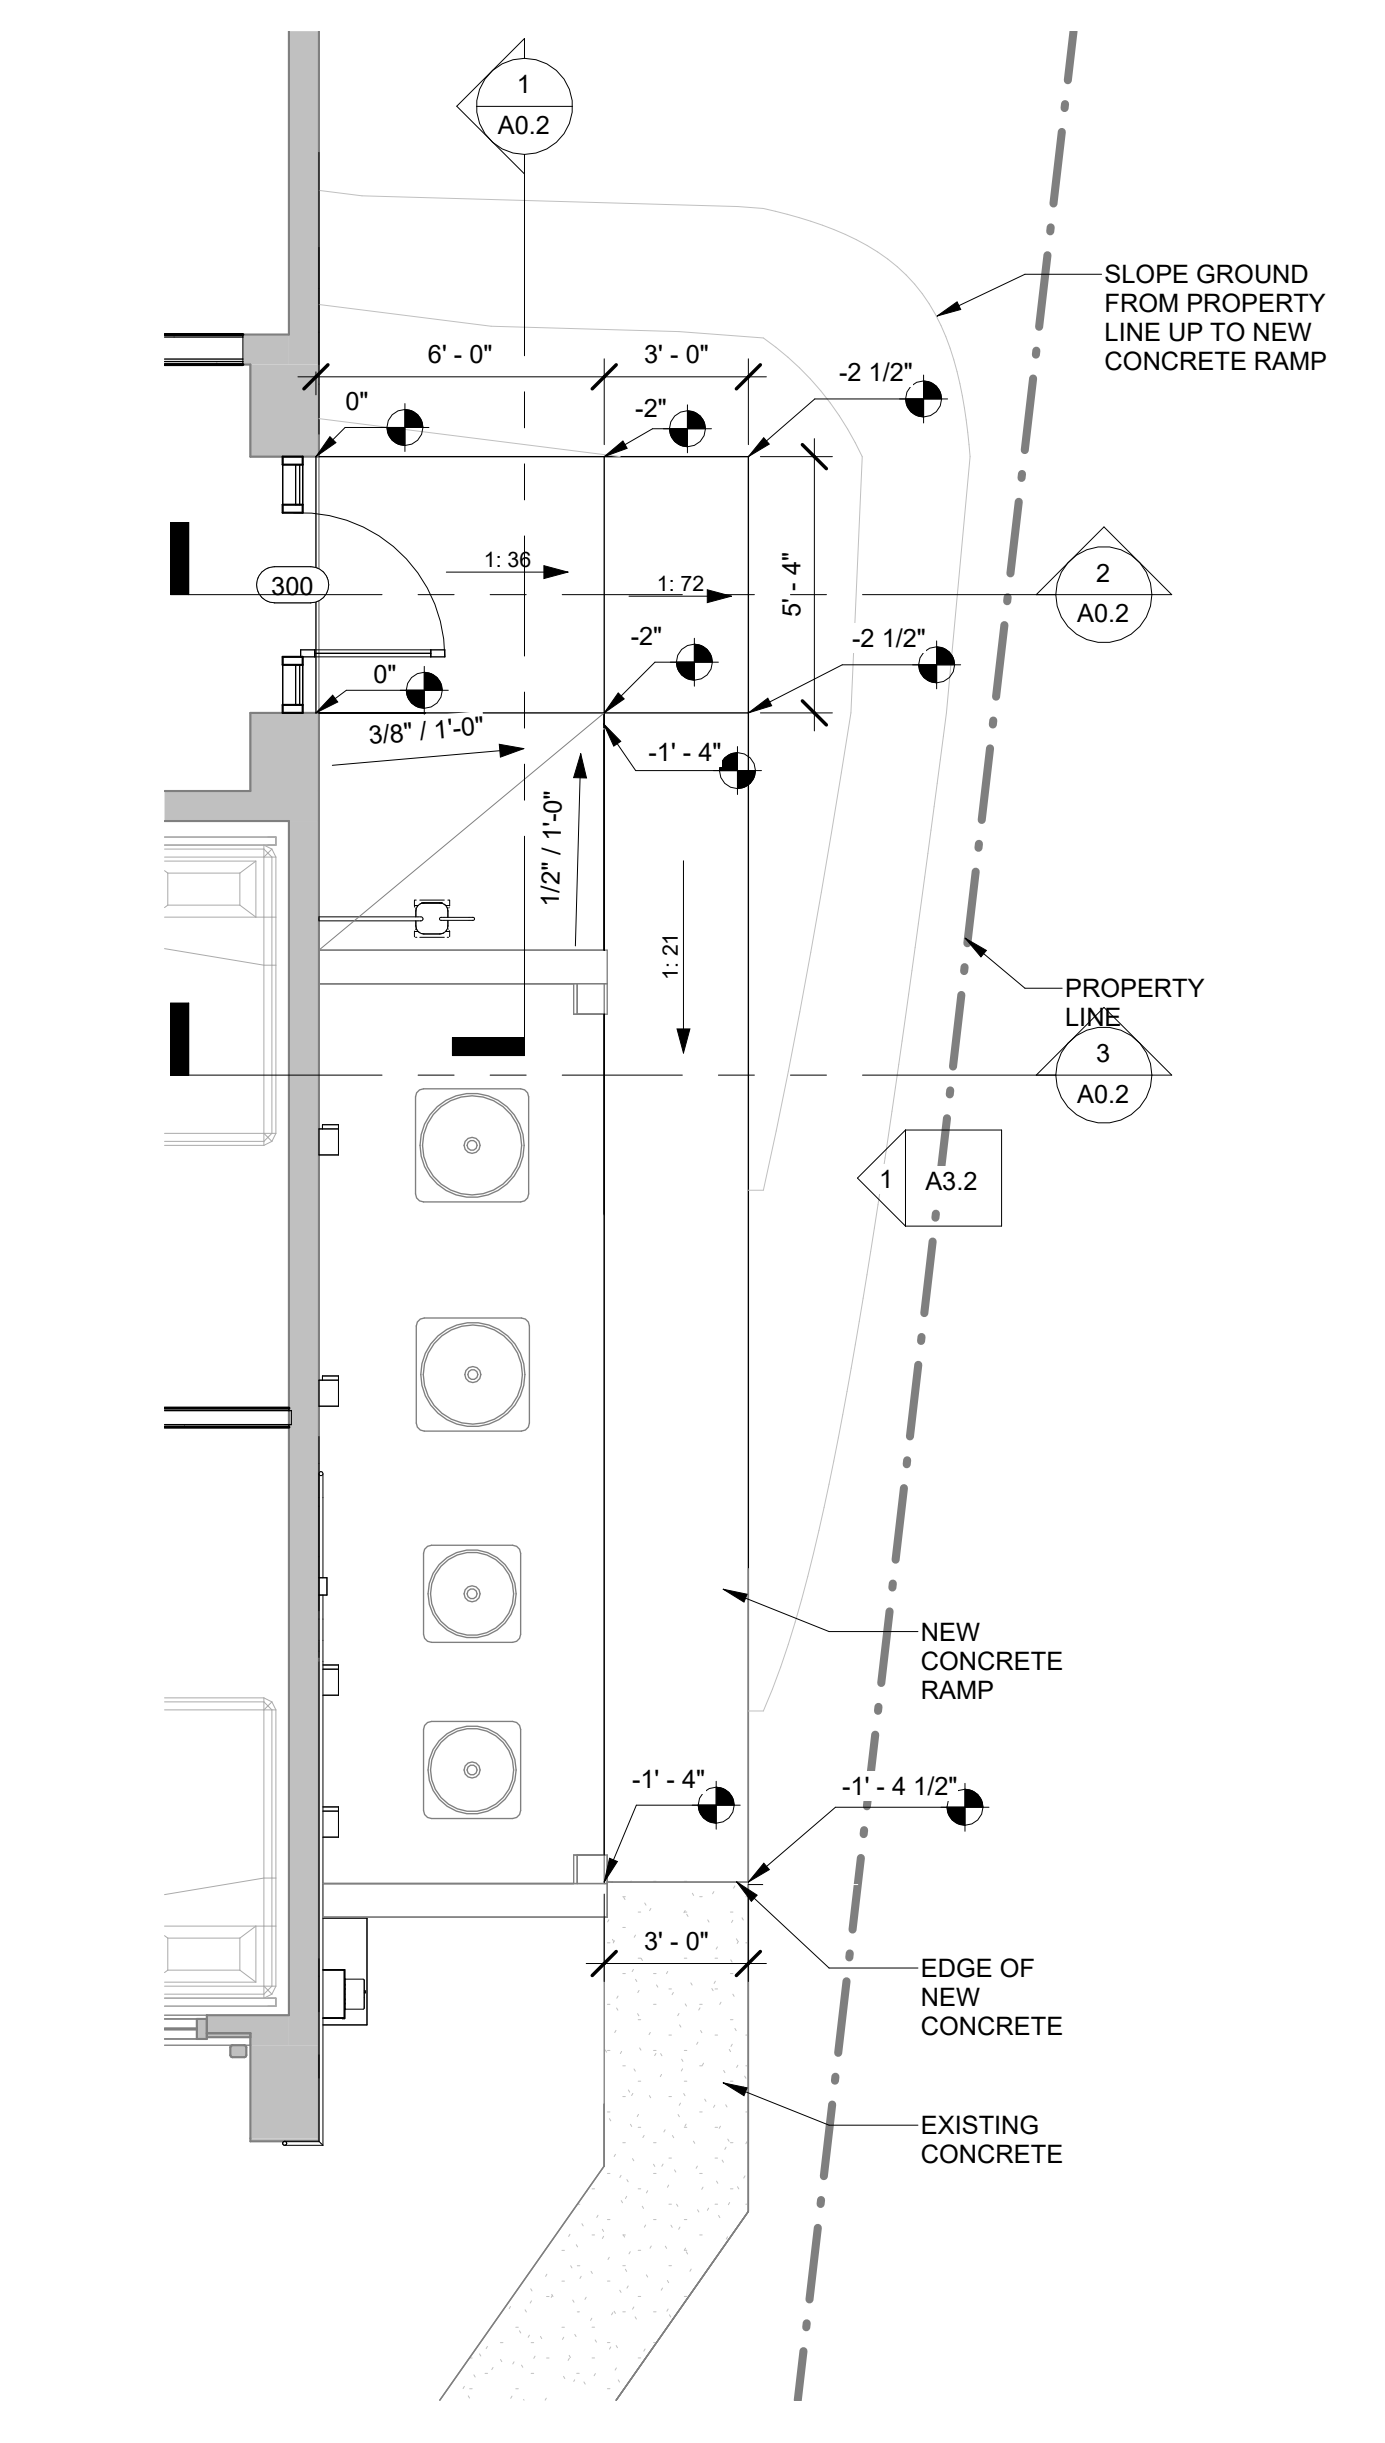 1
A0.2
SLOPE GROUND
FROM PROPERTY
LINE UP TO NEW
CONCRETE RAMP
6' - 0"
3' - 0"
-2 1/2"
0"
-2"
1: 36
1: 72
5' - 4"
300
2
A0.2
-2"
-2 1/2"
0"
3/8" / 1'-0"
-1' - 4"
1/2" / 1'-0"
1: 21
PROPERTY
LINE
3
A0.2
1
A3.2
NEW
CONCRETE
RAMP
-1' - 4"
-1' - 4 1/2"
3' - 0"
EDGE OF
NEW
CONCRETE
EXISTING
CONCRETE